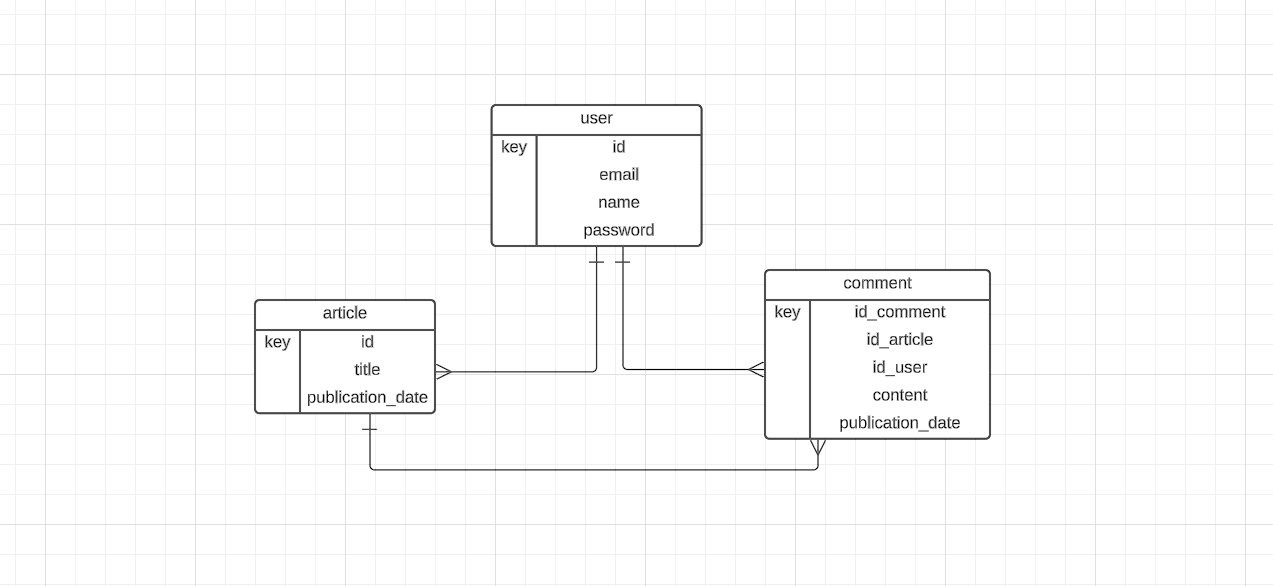 user
key id
email
name
password
article
key id
title
publication_date
comment
key id_comment
id_article
id_user
content
publication_date